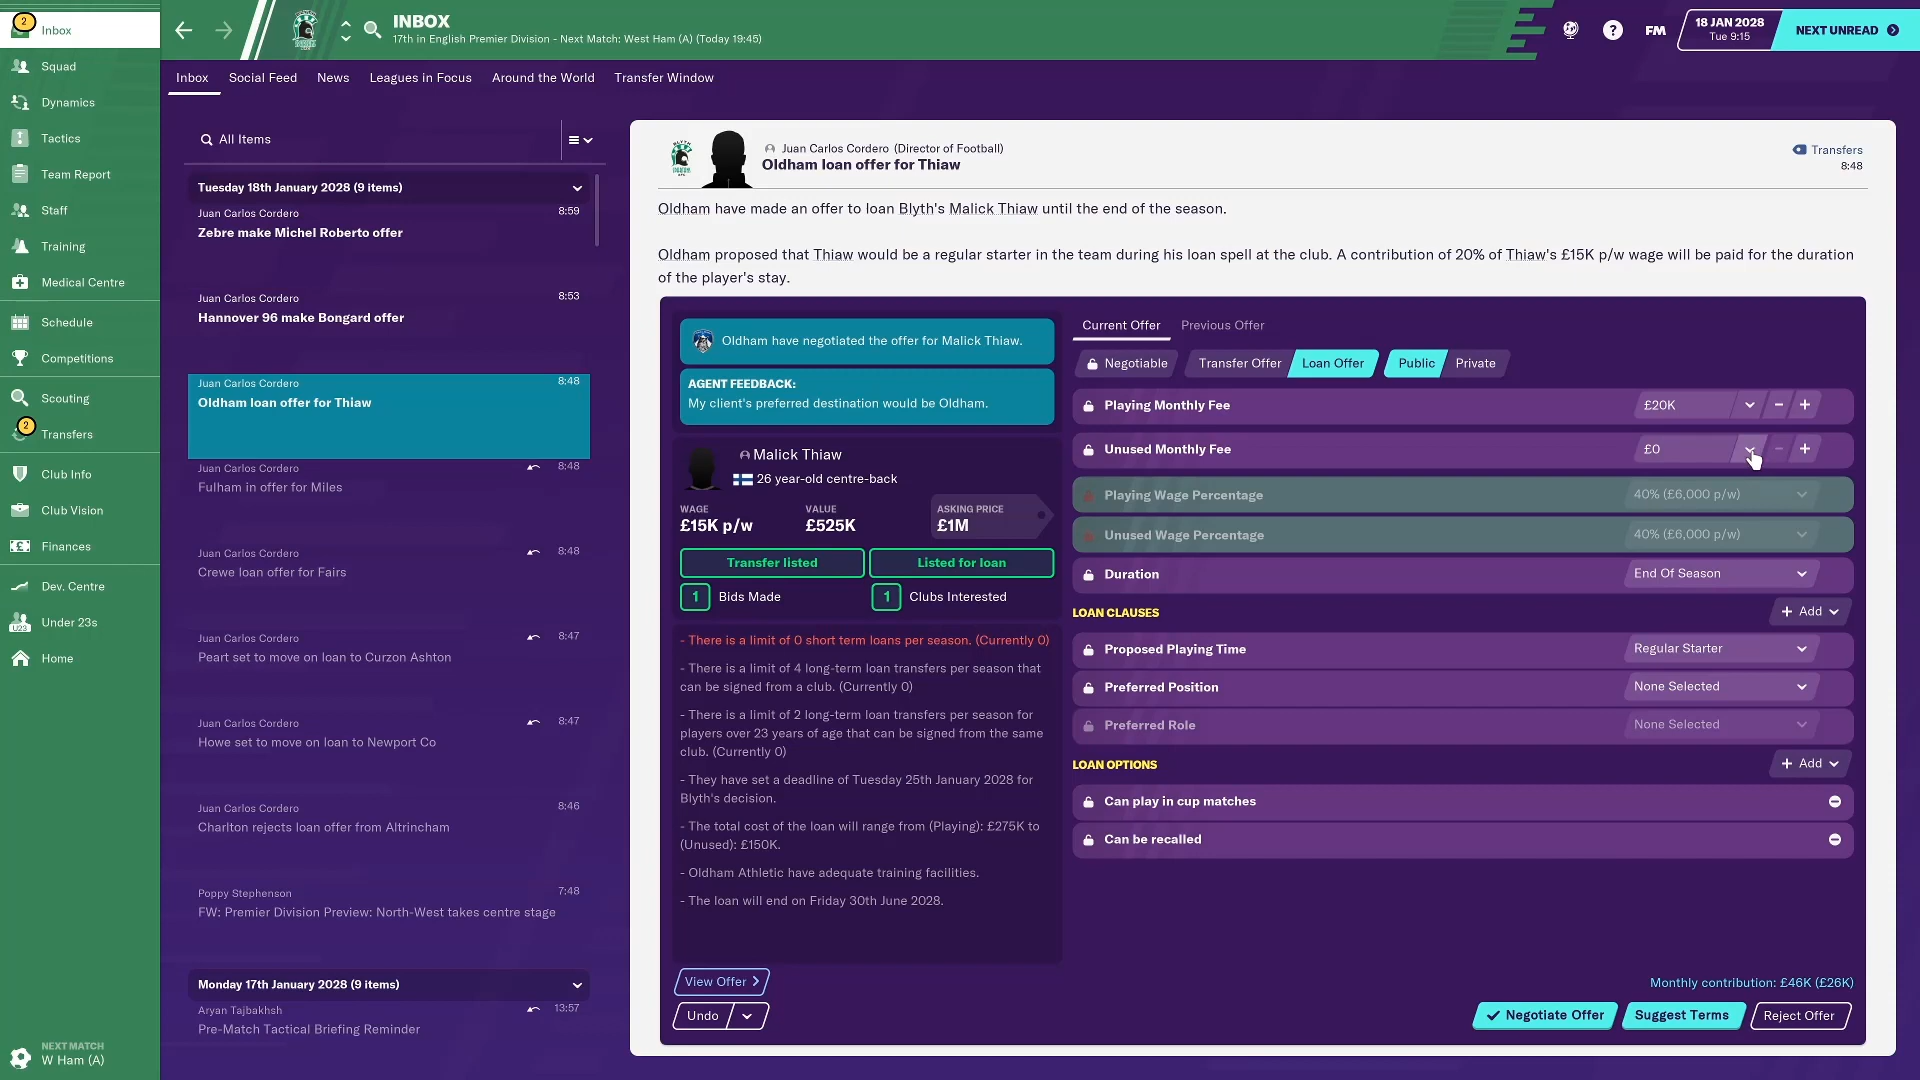 2
Inbox
Squad
Dynamics
Tactics
Team Report
Staff
Training
Medical Centre
Schedule
Competitions
Scouting
2
Transfers
Club Info
Club Vision
Finances
Dev. Centre
U23
Under 23s
Home
NEXT MATCH
W Ham (A)
INBOX
17th in English Premier Division - Next Match: West Ham (A) (Today 19:45)
?
FM
18 JAN 2028
Tue 9:15
NEXT UNREAD
Inbox Social Feed News Leagues in Focus Around the World Transfer Window
All Items
Tuesday 18th January 2028 (9 items)
Juan Carlos Cordero 8:59
Zebre make Michel Roberto offer
Juan Carlos Cordero 8:53
Hannover 96 make Bongard offer
Juan Carlos Cordero 8:48
Oldham loan offer for Thiaw
Juan Carlos Cordero 8:48
Fulham in offer for Miles
Juan Carlos Cordero 8:48
Crewe loan offer for Fairs
Juan Carlos Cordero 8:47
Peart set to move on loan to Curzon Ashton
Juan Carlos Cordero 8:47
Howe set to move on loan to Newport Co
Juan Carlos Cordero 8:46
Charlton rejects loan offer from Altrincham
Poppy Stephenson 7:48
FW: Premier Division Preview: North-West takes centre stage
Monday 17th January 2028 (9 items)
Aryan Tajbakhsh 13:57
Pre-Match Tactical Briefing Reminder
Juan Carlos Cordero (Director of Football)
Oldham loan offer for Thiaw
Transfers
8:48
Oldham have made an offer to loan Blyth's Malick Thiaw until the end of the season.
Oldham proposed that Thiaw would be a regular starter in the team during his loan spell at the club. A contribution of 20% of Thiaw's £15K p/w wage will be paid for the duration
of the player's stay.
Oldham have negotiated the offer for Malick Thiaw.
AGENT FEEDBACK:
My client's preferred destination would be Oldham.
Malick Thiaw
26 year-old centre-back
WAGE VALUE ASKING PRICE
£15K p/w £525K £1M
Transfer listed Listed for loan
1 Bids Made 1 Clubs Interested
- There is a limit of 0 short term loans per season. (Currently 0)
- There is a limit of 4 long-term loan transfers per season that
can be signed from a club. (Currently 0)
- There is a limit of 2 long-term loan transfers per season for
players over 23 years of age that can be signed from the same
club. (Currently 0)
- They have set a deadline of Tuesday 25th January 2028 for
Blyth's decision.
- The total cost of the loan will range from (Playing): £275K to
(Unused): £150K.
- Oldham Athletic have adequate training facilities.
- The loan will end on Friday 30th June 2028.
View Offer
Undo
Current Offer Previous Offer
Negotiable Transfer Offer Loan Offer Public Private
Playing Monthly Fee £20K
Unused Monthly Fee £0
Playing Wage Percentage 40% (£6,000 p/w)
Unused Wage Percentage 40% (£6,000 p/w)
Duration End Of Season
LOAN CLAUSES + Add
Proposed Playing Time Regular Starter
Preferred Position None Selected
Preferred Role None Selected
LOAN OPTIONS + Add
Can play in cup matches
Can be recalled
Monthly contribution: £46K (£26K)
Negotiate Offer Suggest Terms Reject Offer